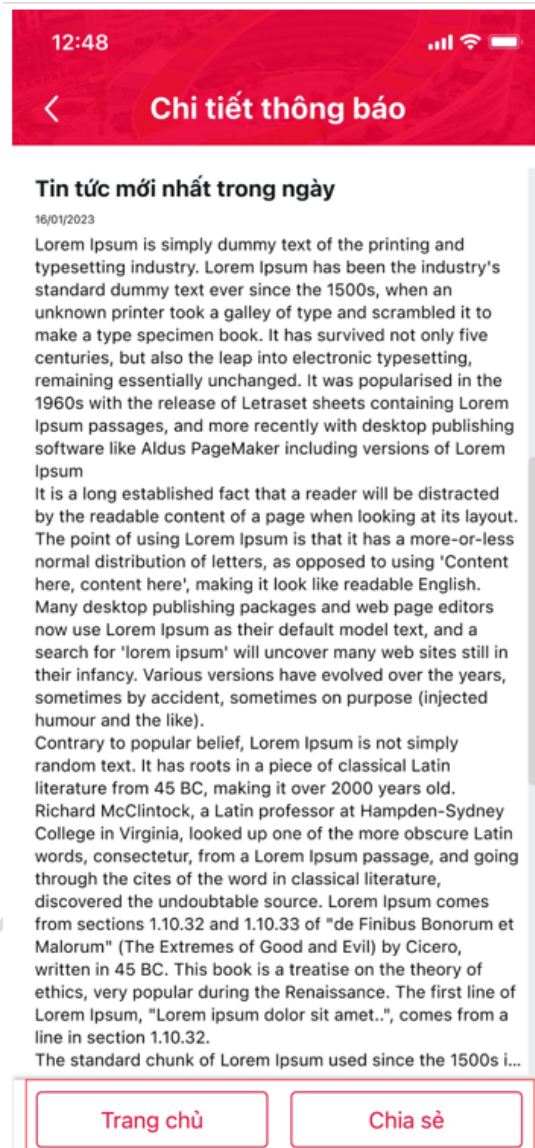 12:48
Chi tiết thông báo
Tin tức mới nhất trong ngày
16/01/2023
Lorem Ipsum is simply dummy text of the printing and
typesetting industry. Lorem Ipsum has been the industry's
standard dummy text ever since the 1500s, when an
unknown printer took a galley of type and scrambled it to
make a type specimen book. It has survived not only five
centuries, but also the leap into electronic typesetting,
remaining essentially unchanged. It was popularised in the
1960s with the release of Letraset sheets containing Lorem
Ipsum passages, and more recently with desktop publishing
software like Aldus PageMaker including versions of Lorem
Ipsum
It is a long established fact that a reader will be distracted
by the readable content of a page when looking at its layout.
The point of using Lorem Ipsum is that it has a more-or-less
normal distribution of letters, as opposed to using 'Content
here, content here', making it look like readable English.
Many desktop publishing packages and web page editors
now use Lorem Ipsum as their default model text, and a
search for 'lorem ipsum' will uncover many web sites still in
their infancy. Various versions have evolved over the years,
sometimes by accident, sometimes on purpose (injected
humour and the like).
Contrary to popular belief, Lorem Ipsum is not simply
random text. It has roots in a piece of classical Latin
literature from 45 BC, making it over 2000 years old.
Richard McClintock, a Latin professor at Hampden-Sydney
College in Virginia, looked up one of the more obscure Latin
words, consectetur, from a Lorem Ipsum passage, and going
through the cites of the word in classical literature,
discovered the undoubtable source. Lorem Ipsum comes
from sections 1.10.32 and 1.10.33 of "de Finibus Bonorum et
Malorum" (The Extremes of Good and Evil) by Cicero,
written in 45 BC. This book is a treatise on the theory of
ethics, very popular during the Renaissance. The first line of
Lorem Ipsum, "Lorem ipsum dolor sit amet..", comes from a
line in section 1.10.32.
The standard chunk of Lorem Ipsum used since the 1500s i...
Trang chủ
Chia sẻ